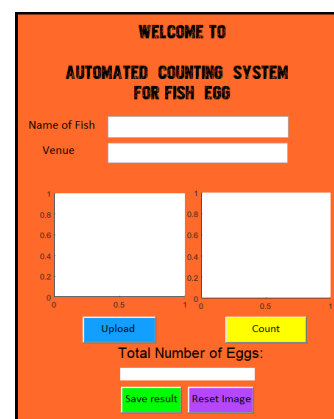 WELCOME TO
AUTOMATED COUNTING SYSTEM
FOR FISH EGG
Name of Fish
Venue
1
0.8
0.6
0.4
0.2
0
0 0.5 1
1
0.8
0.6
0.4
0.2
0
0 0.5 1
Upload Count
Total Number of Eggs:
Save result Reset Image